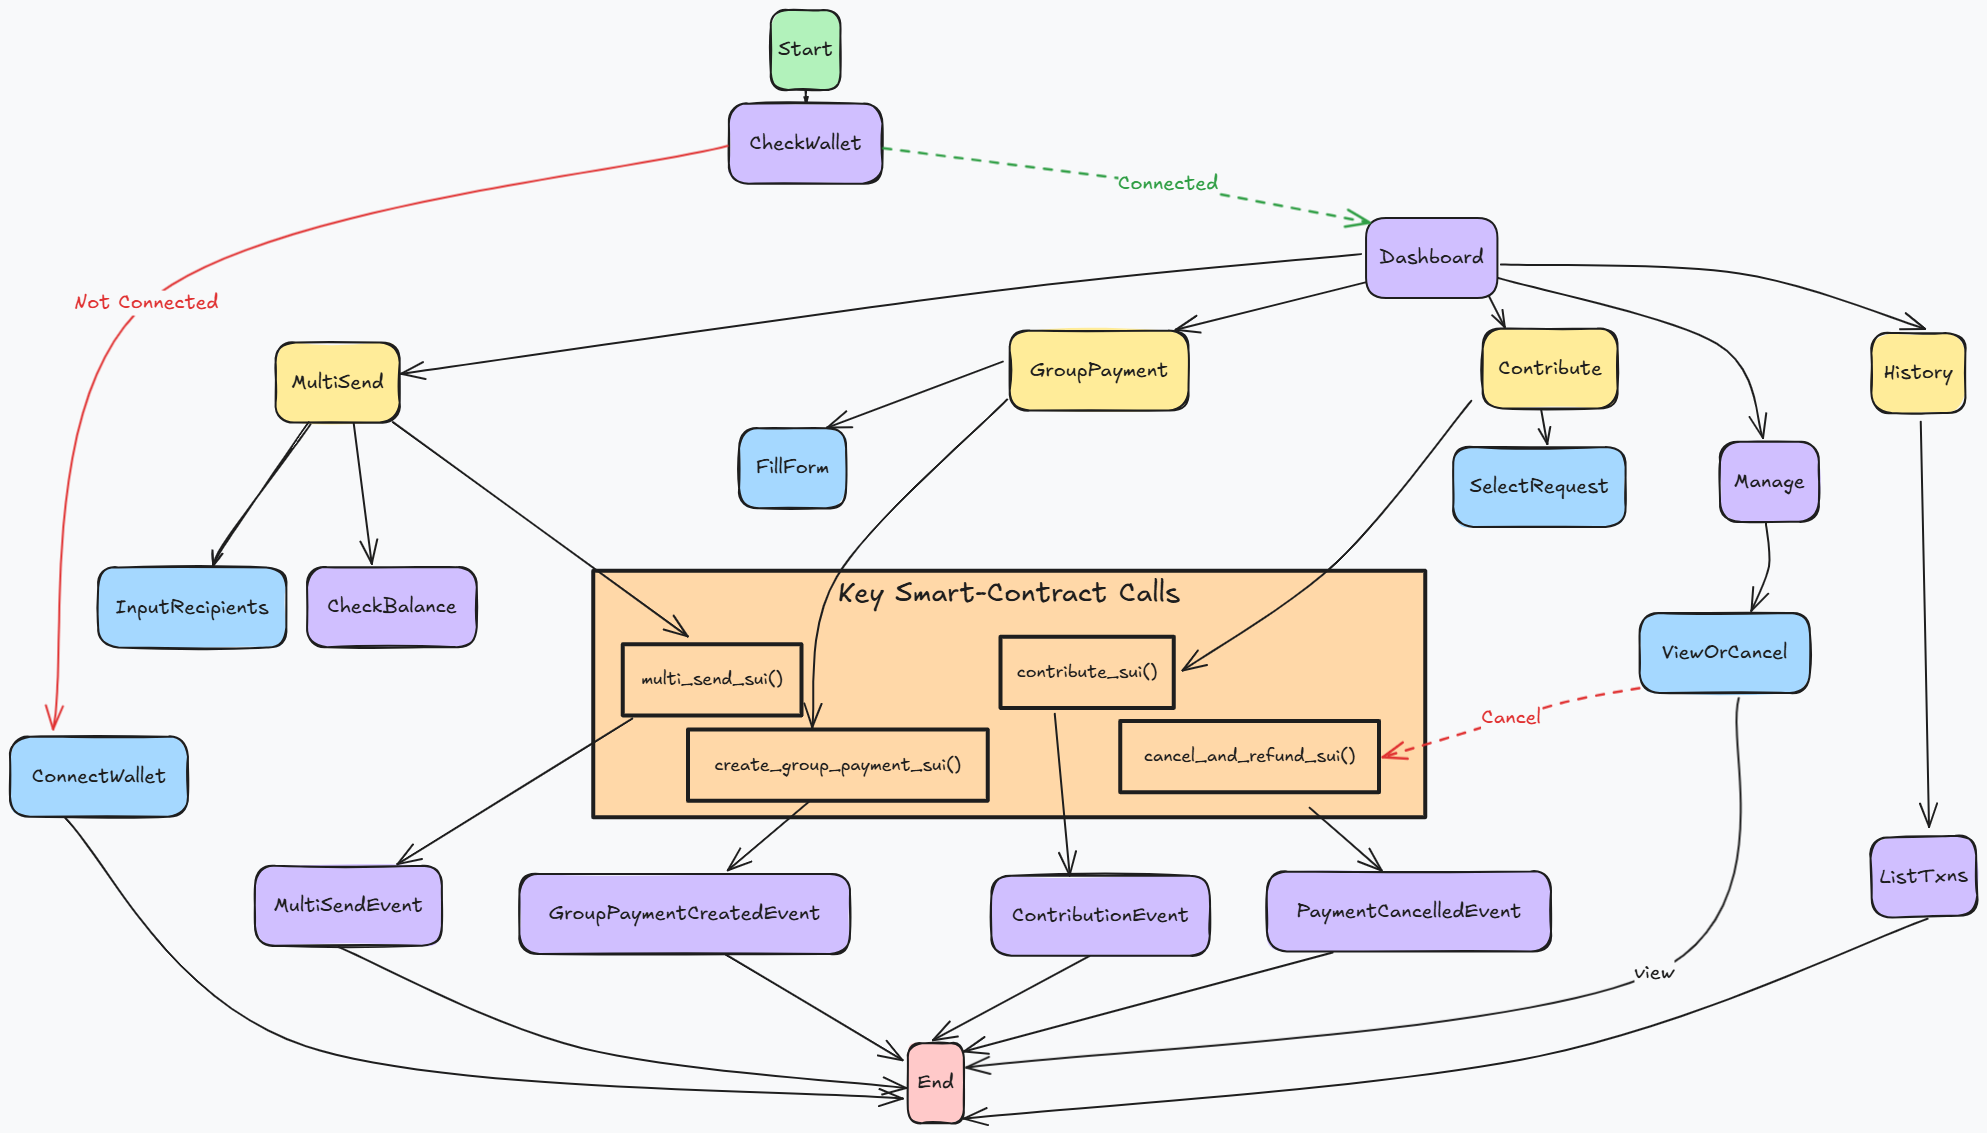 Start
CheckWallet
Connected
Dashboard
Not Connected
MultiSend
GroupPayment
Contribute
History
FillForm
SelectRequest
Manage
InputRecipients
CheckBalance
Key Smart-Contract Calls
multi_send_sui()
contribute_sui()
ViewOrCancel
Cancel
create_group_payment_sui()
cancel_and_refund_sui()
ConnectWallet
MultiSendEvent
GroupPaymentCreatedEvent
ContributionEvent
PaymentCancelledEvent
ListTxns
view
End